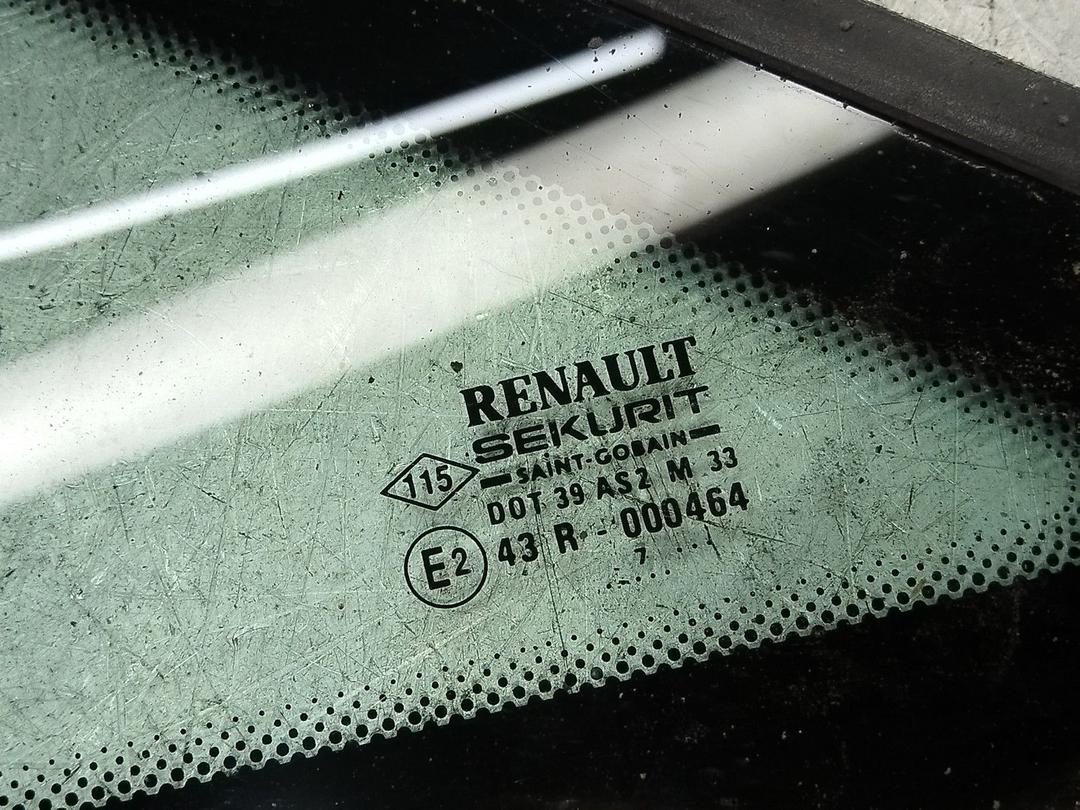 RENAULT
SEKURIT
SAINT-GOBAIN
115
DOT 39 AS2 M 33
E2 43 R - 000464
7